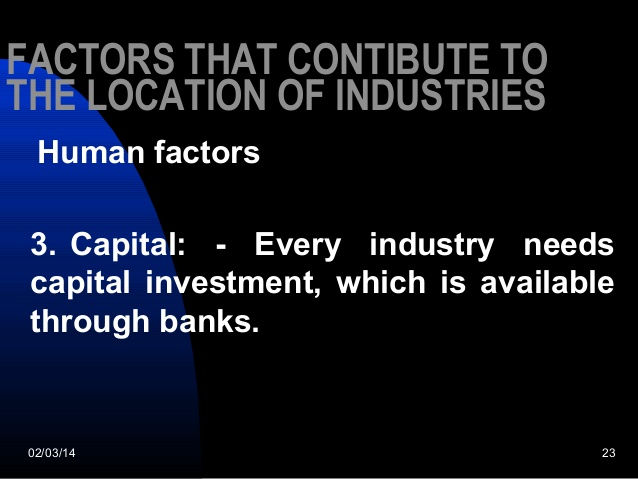 FACTORS THAT CONTIBUTE TO
THE LOCATION OF INDUSTRIES
Human factors
3. Capital: - Every industry needs
capital investment, which is available
through banks.
02/03/14
23